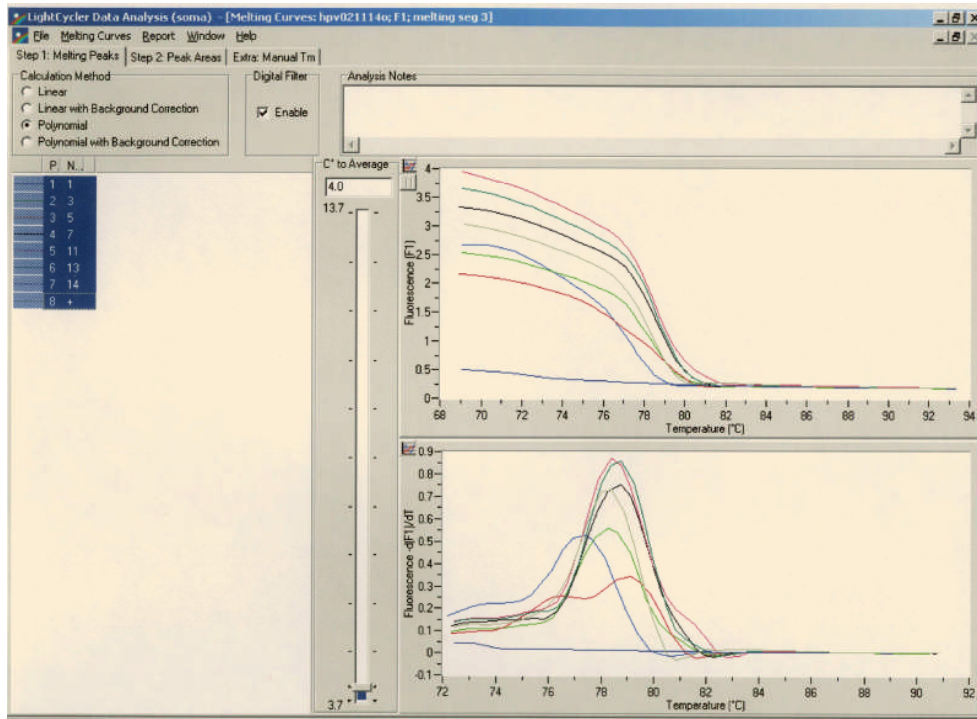 LightCycler Data Analysis (soma) - [Melting Curves: hpv021114o; F1; melting seg 3]
File Melting Curves Report Window Help
Step 1: Melting Peaks Step 2: Peak Areas Extra: Manual Tm
Calculation Method
Linear
Linear with Background Correction
Polynomial
Polynomial with Background Correction
Digital Filter
Enable
Analysis Notes
P. N...
1 1
2 3
3 5
4 7
5 11
6 13
7 14
8 +
C° to Average
4.0
13.7
3.7
4
3.5
3
2.5
2
1.5
1
0.5
0
Fluorescence (F1)
68 70 72 74 76 78 80 82 84 86 88 90 92 94
Temperature (°C)
0.9
0.8
0.7
0.6
0.5
0.4
0.3
0.2
0.1
0
-0.1
Fluorescence -d(F1)/dT
72 74 76 78 80 82 84 86 88 90 92
Temperature (°C)